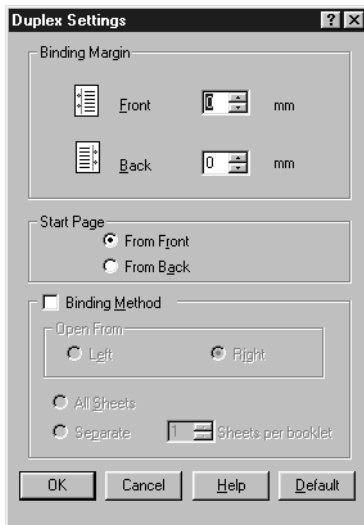 Duplex Settings
Binding Margin
Front 0 mm
Back 0 mm
Start Page
From Front
From Back
Binding Method
Open From
Left Right
All Sheets
Separate 1 Sheets per booklet
OK Cancel Help Default